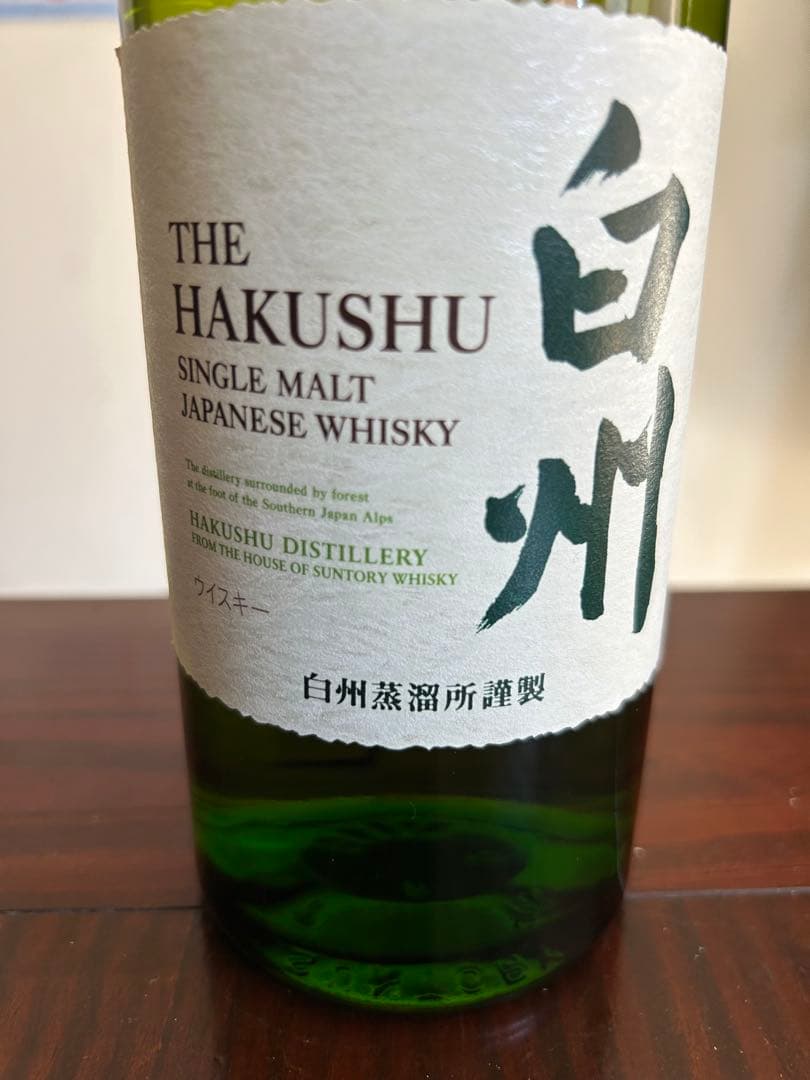 THE
HAKUSHU
SINGLE MALT
JAPANESE WHISKY
The distillery surrounded by forest
at the foot of the Southern Japan Alps
HAKUSHU DISTILLERY
FROM THE HOUSE OF SUNTORY WHISKY
ウイスキー
白州
白州蒸溜所謹製